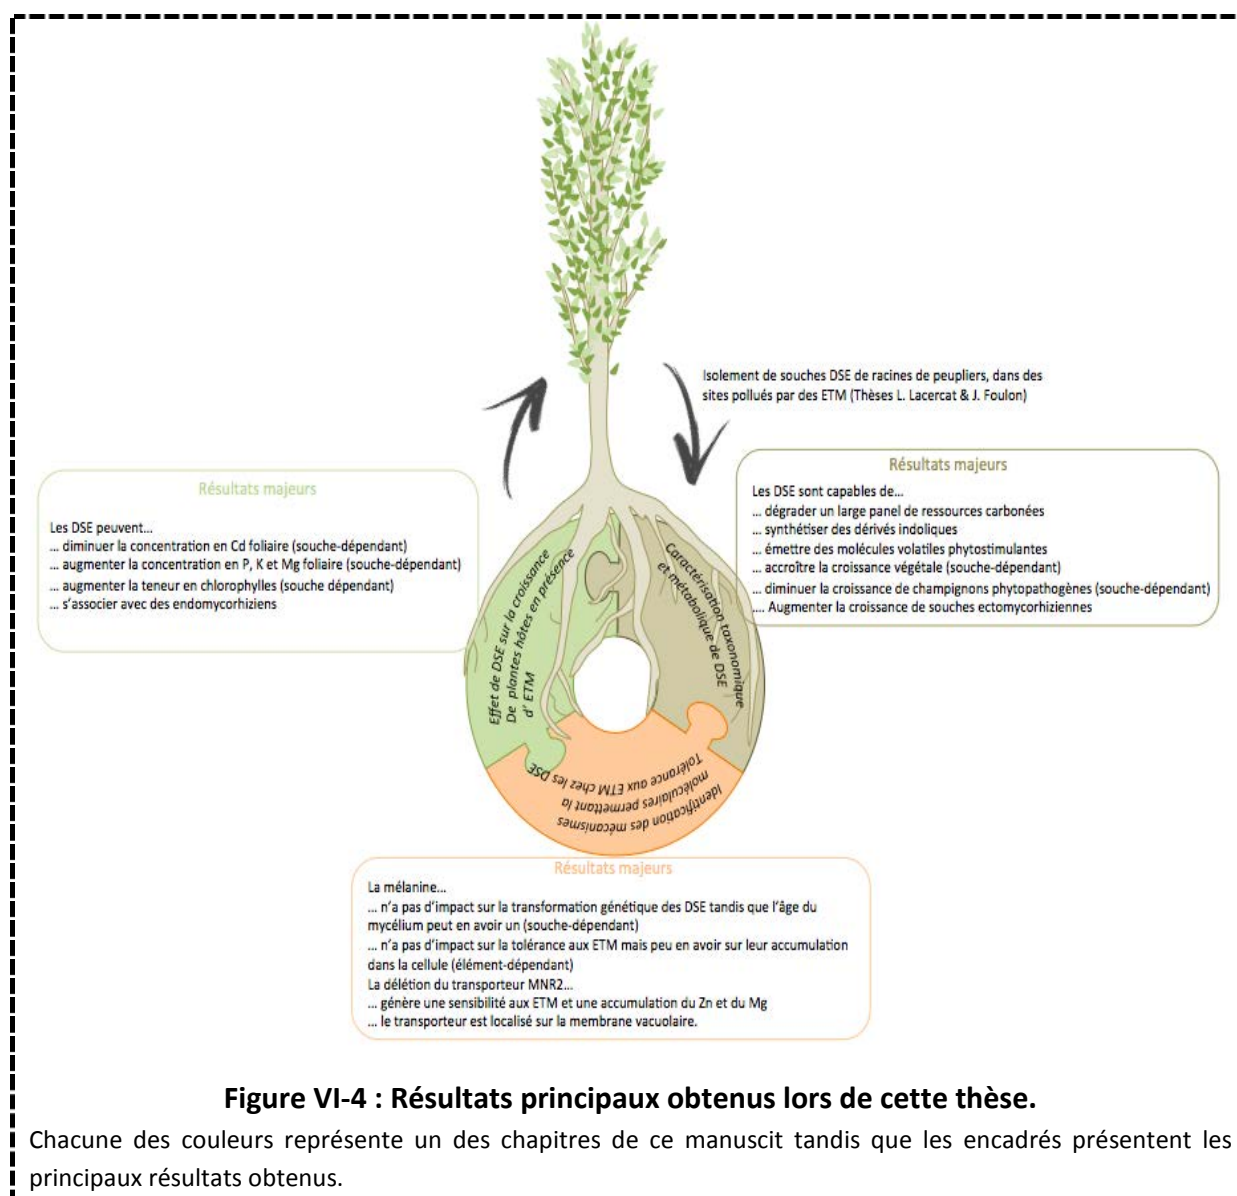 Isolement de souches DSE de racines de peupliers, dans des
sites pollués par des ETM (Thèses L. Lacercat & J. Foulon)
Résultats majeurs
Les DSE peuvent...
... diminuer la concentration en Cd foliaire (souche-dépendant)
... augmenter la concentration en P, K et Mg foliaire (souche-dépendant)
... augmenter la teneur en chlorophylles (souche dépendant)
... s'associer avec des endomycorhiziens
Résultats majeurs
Les DSE sont capables de...
... dégrader un large panel de ressources carbonées
... synthétiser des dérivés indoliques
... émettre des molécules volatiles phytostimulantes
... accroître la croissance végétale (souche-dépendant)
... diminuer la croissance de champignons phytopathogènes (souche-dépendant)
.... Augmenter la croissance de souches ectomycorhiziennes
Effet de DSE sur la croissance
De plantes hôtes en présence
d' ETM
Caractérisation taxonomique
et métabolique de DSE
Identification des mécanismes
moléculaires permettant la
Tolérance aux ETM chez les DSE
Résultats majeurs
La mélanine...
... n'a pas d'impact sur la transformation génétique des DSE tandis que l'âge du
mycélium peut en avoir un (souche-dépendant)
... n'a pas d'impact sur la tolérance aux ETM mais peu en avoir sur leur accumulation
dans la cellule (élément-dépendant)
La délétion du transporteur MNR2...
... génère une sensibilité aux ETM et une accumulation du Zn et du Mg
... le transporteur est localisé sur la membrane vacuolaire.
Figure VI-4 : Résultats principaux obtenus lors de cette thèse.
Chacune des couleurs représente un des chapitres de ce manuscit tandis que les encadrés présentent les
principaux résultats obtenus.